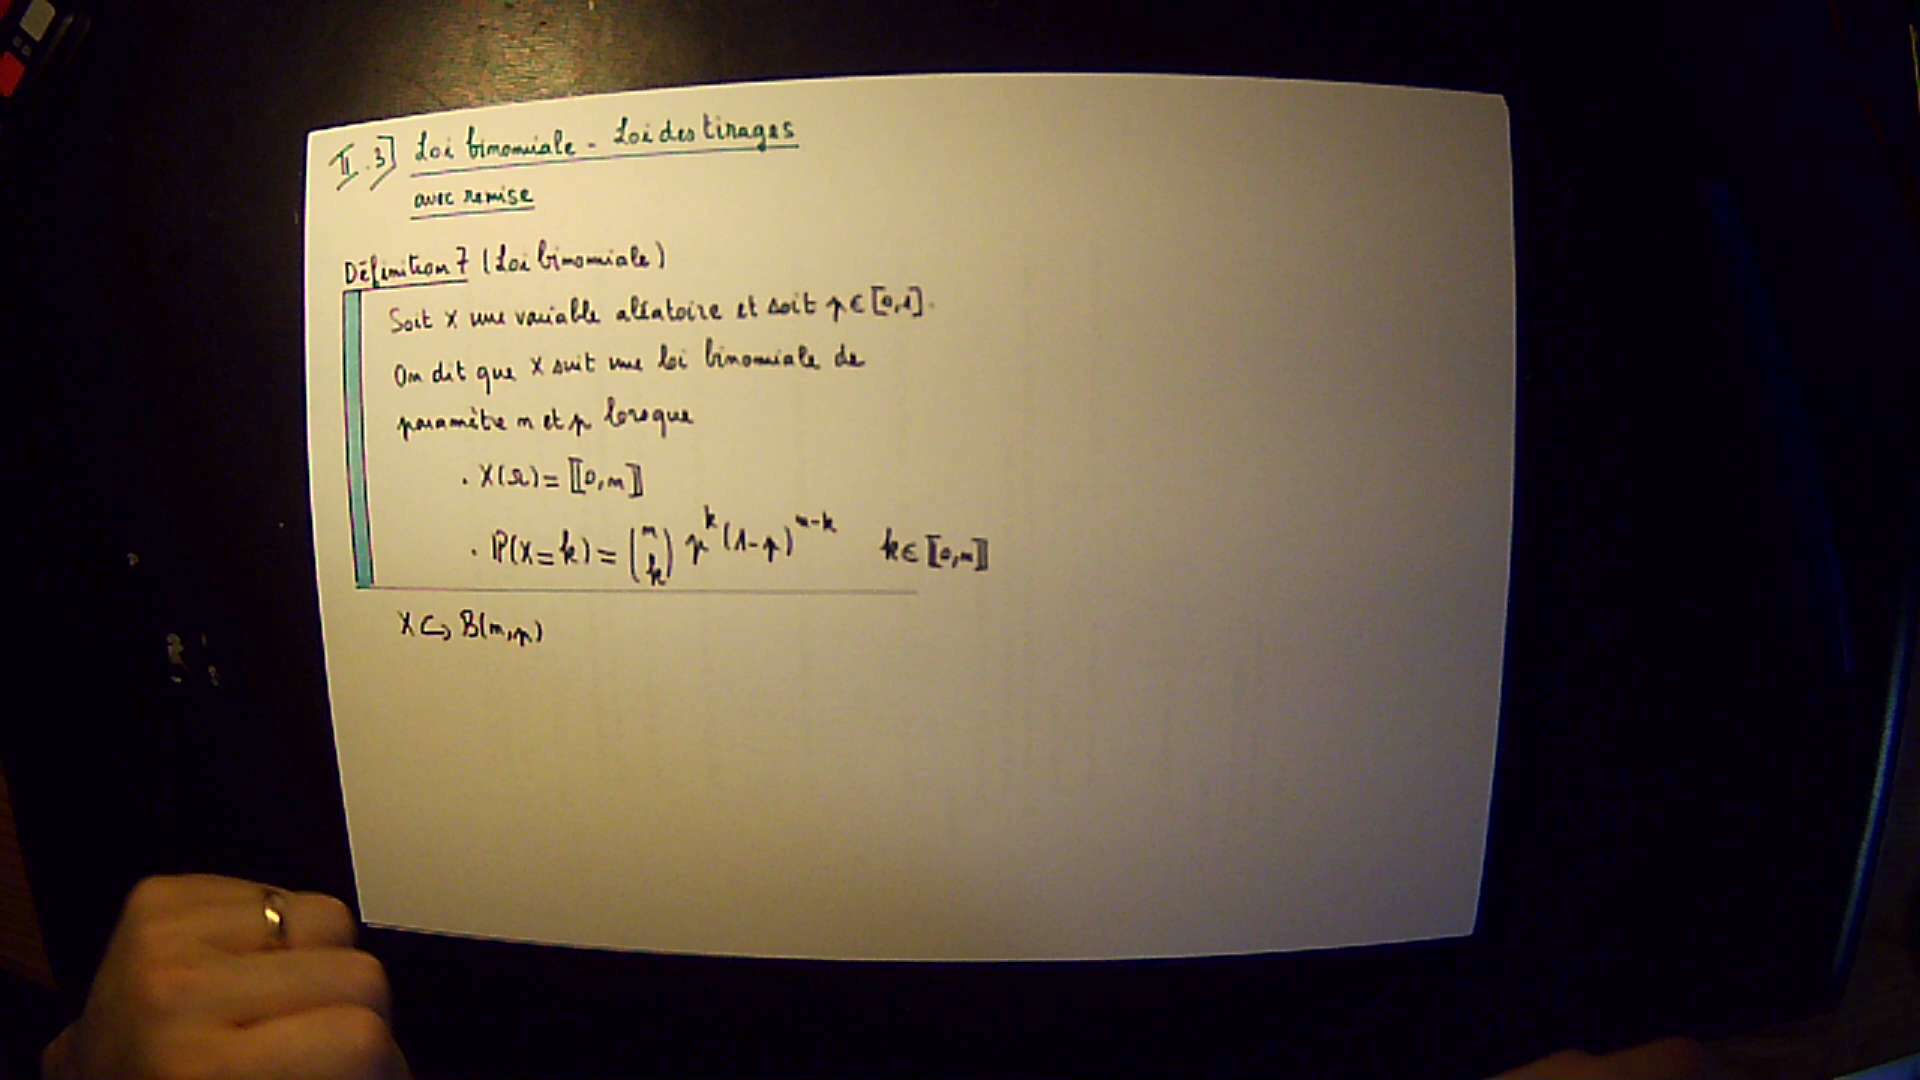 II.3] Loi binomiale - Loi des tirages
avec remise
Définition 7 (Loi binomiale)
Soit X une variable aléatoire et soit p ∈ [0,1].
On dit que X suit une loi binomiale de
paramètre n et p lorsque
. X(Ω) = ⟦0,n⟧
. P(X=k) = (n k) p^k (1-p)^{n-k} k ∈ ⟦0,n⟧
X ↪ B(n,p)